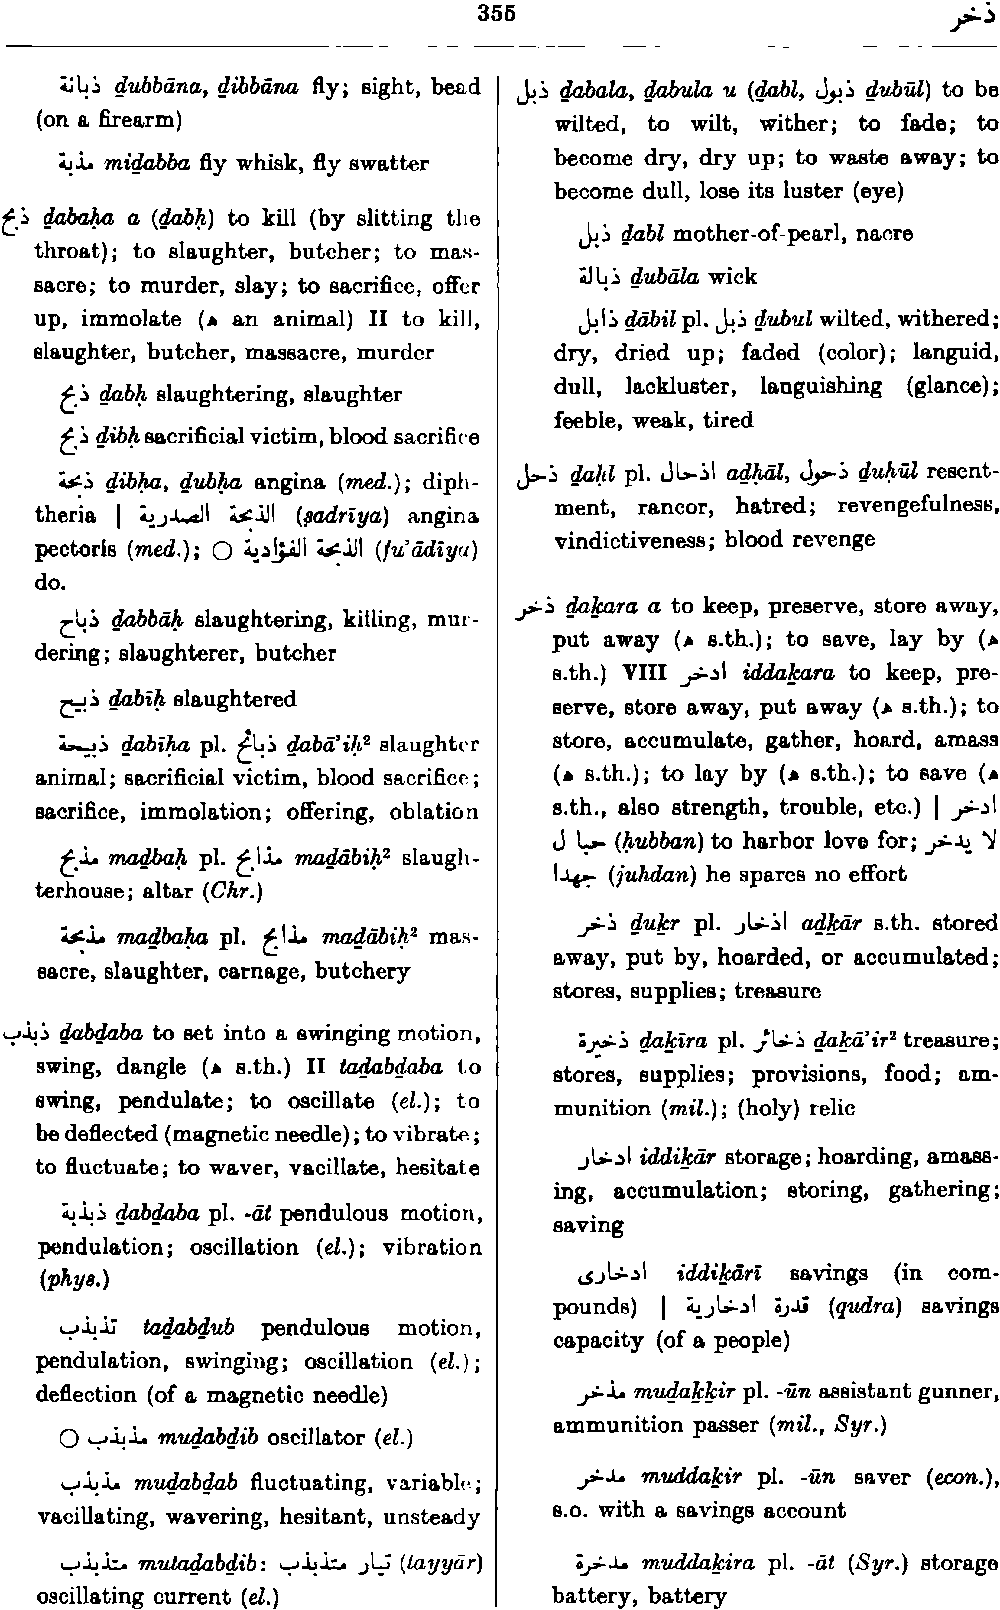 355
ذخر
ذبانة ḏubbāna, ḏibbāna fly; sight, bead
(on a firearm)
مذبة miḏabba fly whisk, fly swatter
ذبح ḏabaḥa a (ḏabḥ) to kill (by slitting the
throat); to slaughter, butcher; to mas-
sacre; to murder, slay; to sacrifice, offer
up, immolate (ه an animal) II to kill,
slaughter, butcher, massacre, murder
ذبح ḏabḥ slaughtering, slaughter
ذبح ḏibḥ sacrificial victim, blood sacrifice
ذبحة ḏibḥa, ḏubḥa angina (med.); diph-
theria | الذبحة الصدرية (ṣadrīya) angina
pectoris (med.); ○ الذبحة الفؤادية (fu'ādīya)
do.
ذباح ḏabbāḥ slaughtering, killing, mur-
dering; slaughterer, butcher
ذبيح ḏabīḥ slaughtered
ذبيحة ḏabīḥa pl. ذبائح ḏabā'iḥ² slaughter
animal; sacrificial victim, blood sacrifice;
sacrifice, immolation; offering, oblation
مذبح maḏbaḥ pl. مذابح maḏābiḥ² slaugh-
terhouse; altar (Chr.)
مذبحة maḏbaḥa pl. مذابح maḏābiḥ² mas-
sacre, slaughter, carnage, butchery
ذبذب ḏabḏaba to set into a swinging motion,
swing, dangle (ه s.th.) II taḏabḏaba to
swing, pendulate; to oscillate (el.); to
be deflected (magnetic needle); to vibrate;
to fluctuate; to waver, vacillate, hesitate
ذبذبة ḏabḏaba pl. -āt pendulous motion,
pendulation; oscillation (el.); vibration
(phys.)
تذبذب taḏabḏub pendulous motion,
pendulation, swinging; oscillation (el.);
deflection (of a magnetic needle)
○ مذبذب muḏabḏib oscillator (el.)
مذبذب muḏabḏab fluctuating, variable;
vacillating, wavering, hesitant, unsteady
متذبذب mutaḏabḏib: تيار متذبذب (tayyār)
oscillating current (el.)
ذبل ḏabala, ḏabula u (ḏabl, ذبول ḏubūl) to be
wilted, to wilt, wither; to fade; to
become dry, dry up; to waste away; to
become dull, lose its luster (eye)
ذبل ḏabl mother-of-pearl, nacre
ذبالة ḏubāla wick
ذابل ḏābil pl. ذبل ḏubul wilted, withered;
dry, dried up; faded (color); languid,
dull, lackluster, languishing (glance);
feeble, weak, tired
ذحل ḏaḥl pl. اذحال aḏḥāl, ذحول ḏuḥūl resent-
ment, rancor, hatred; revengefulness,
vindictiveness; blood revenge
ذخر ḏaḵara a to keep, preserve, store away,
put away (ه s.th.); to save, lay by (ه
s.th.) VIII ادخر iddaḵara to keep, pre-
serve, store away, put away (ه s.th.); to
store, accumulate, gather, hoard, amass
(ه s.th.); to lay by (ه s.th.); to save (ه
s.th., also strength, trouble, etc.) | ادخر
حبا ل (ḥubban) to harbor love for; لا يدخر
جهدا (juhdan) he spares no effort
ذخر ḏuḵr pl. اذخار aḏḵār s.th. stored
away, put by, hoarded, or accumulated;
stores, supplies; treasure
ذخيرة ḏaḵīra pl. ذخائر ḏaḵā'ir² treasure;
stores, supplies; provisions, food; am-
munition (mil.); (holy) relic
ادخار iddiḵār storage; hoarding, amass-
ing, accumulation; storing, gathering;
saving
ادخارى iddiḵārī savings (in com-
pounds) | قدرة ادخارية (qudra) savings
capacity (of a people)
مذخر muḏaḵḵir pl. -ūn assistant gunner,
ammunition passer (mil., Syr.)
مدخر muddaḵir pl. -ūn saver (econ.),
s.o. with a savings account
مدخرة muddaḵira pl. -āt (Syr.) storage
battery, battery